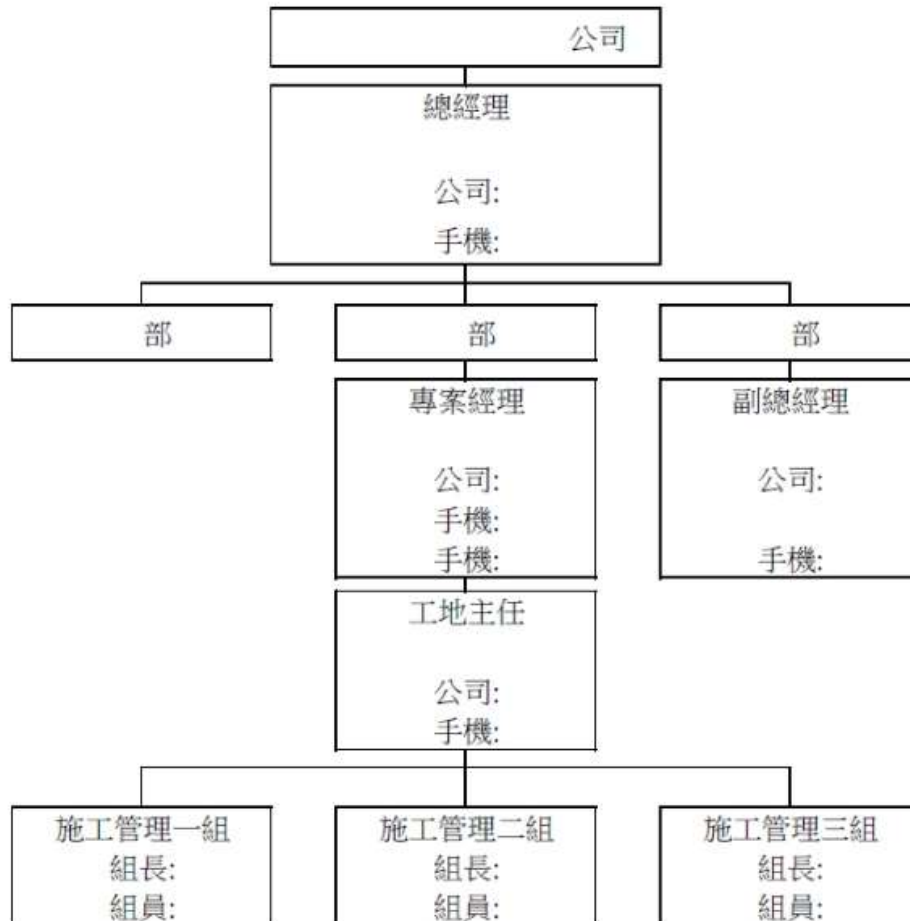 公司
總經理
公司:
手機:
部
部
部
專案經理
公司:
手機:
手機:
副總經理
公司:
手機:
工地主任
公司:
手機:
施工管理一組
組長:
組員:
施工管理二組
組長:
組員:
施工管理三組
組長:
組員: